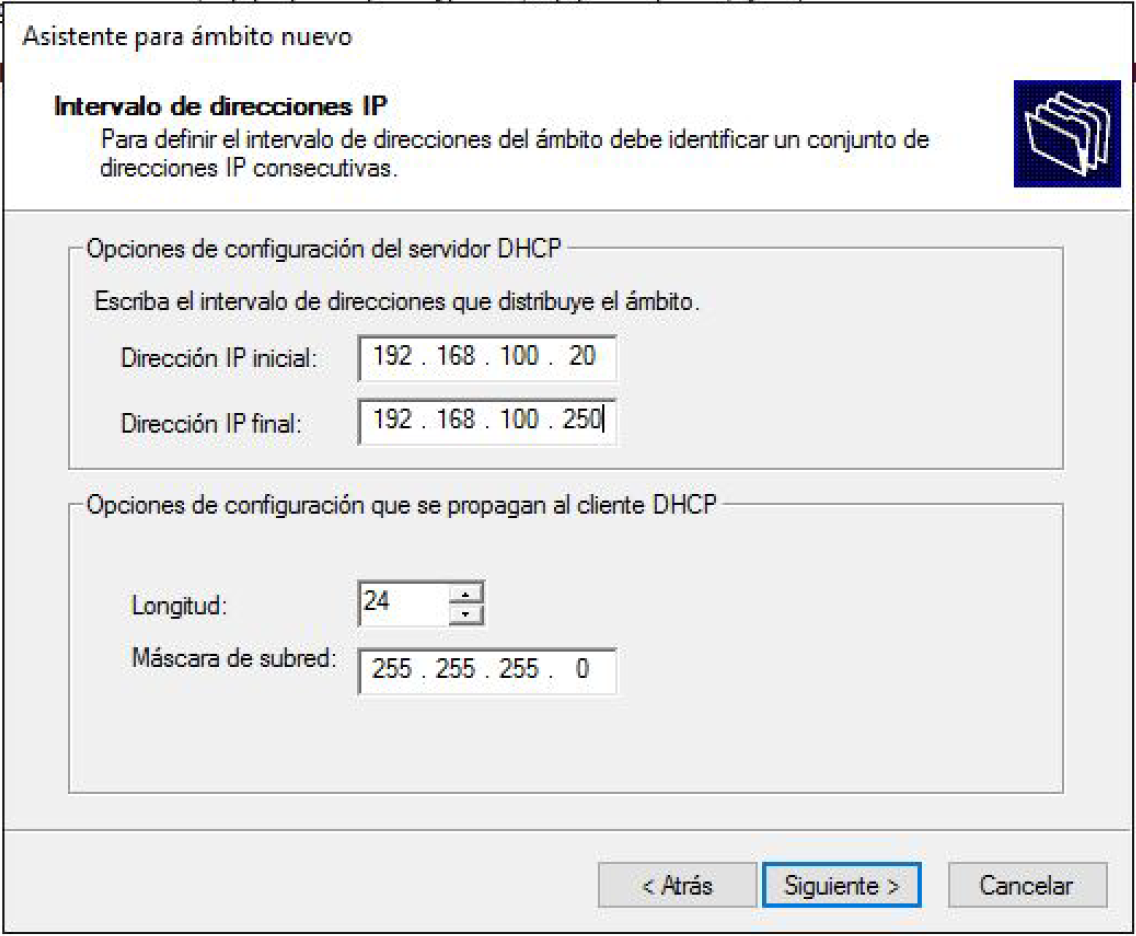 Asistente para ámbito nuevo
Intervalo de direcciones IP
Para definir el intervalo de direcciones del ámbito debe identificar un conjunto de
direcciones IP consecutivas.
Opciones de configuración del servidor DHCP
Escriba el intervalo de direcciones que distribuye el ámbito.
Dirección IP inicial: 192 . 168 . 100 . 20
Dirección IP final: 192 . 168 . 100 . 250
Opciones de configuración que se propagan al cliente DHCP
Longitud: 24
Máscara de subred: 255 . 255 . 255 . 0
< Atrás Siguiente > Cancelar